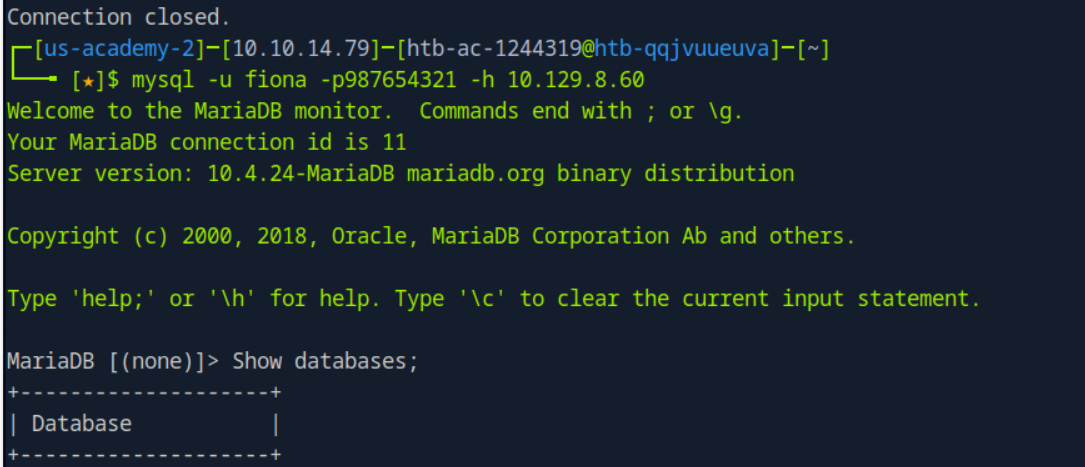 Connection closed.
┌─[us-academy-2]─[10.10.14.79]─[htb-ac-1244319@htb-qqjvuueuva]─[~]
└──╼ [★]$ mysql -u fiona -p987654321 -h 10.129.8.60
Welcome to the MariaDB monitor.  Commands end with ; or \g.
Your MariaDB connection id is 11
Server version: 10.4.24-MariaDB mariadb.org binary distribution
Copyright (c) 2000, 2018, Oracle, MariaDB Corporation Ab and others.
Type 'help;' or '\h' for help. Type '\c' to clear the current input statement.
MariaDB [(none)]> Show databases;
+--------------------+
| Database           |
+--------------------+